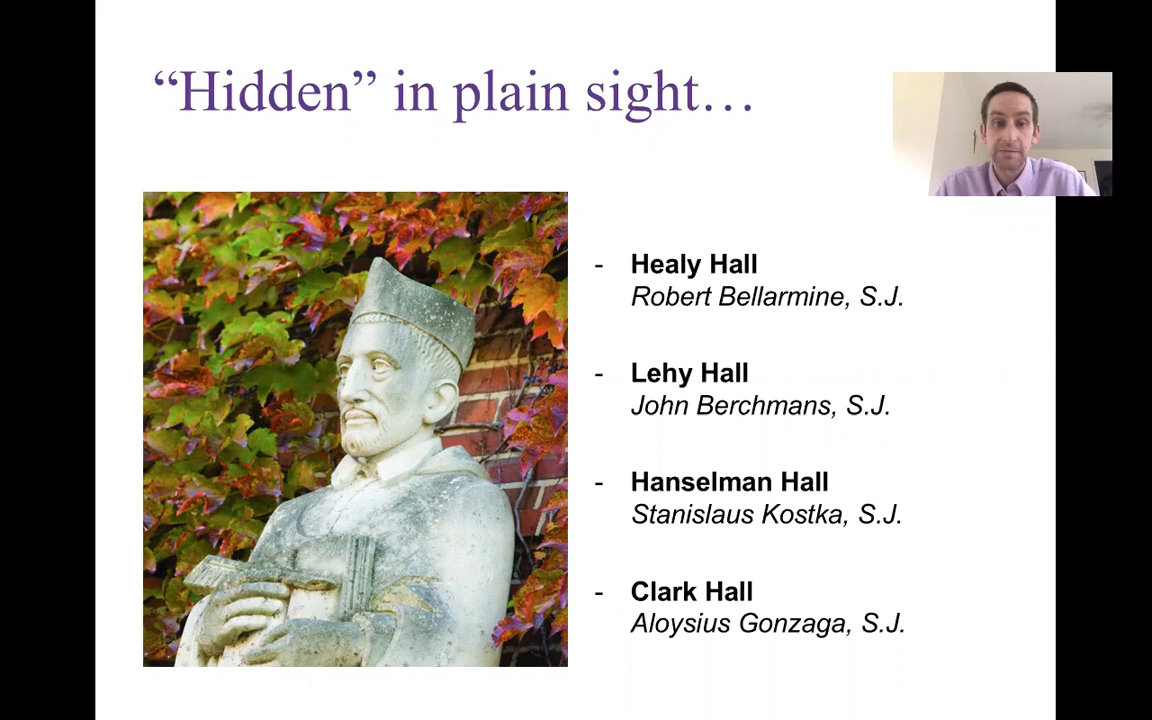 “Hidden” in plain sight…
- Healy Hall
Robert Bellarmine, S.J.
- Lehy Hall
John Berchmans, S.J.
- Hanselman Hall
Stanislaus Kostka, S.J.
- Clark Hall
Aloysius Gonzaga, S.J.